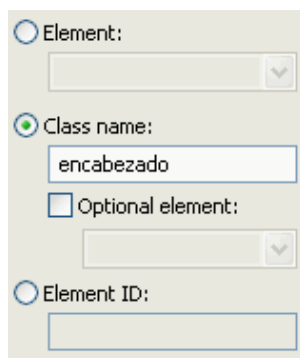 Element:
Class name:
encabezado
Optional element:
Element ID: